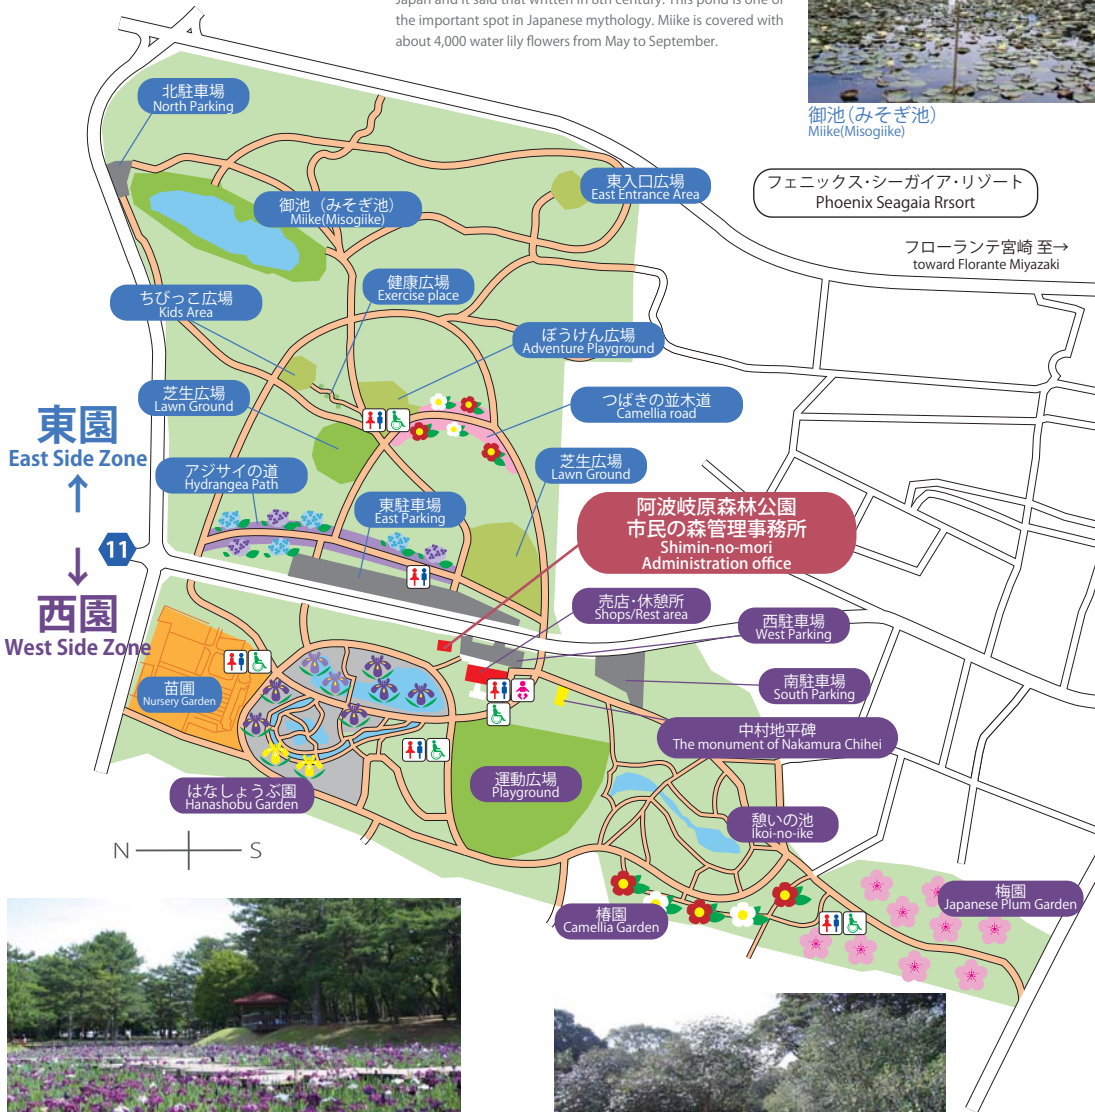 Japan and it said that written in 8th century. This pond is one of
the important spot in Japanese mythology. Miike is covered with
about 4,000 water lily flowers from May to September.
御池（みそぎ池）
Miike(Misogiike)
北駐車場
North Parking
東入口広場
East Entrance Area
フェニックス・シーガイア・リゾート
Phoenix Seagaia Rrsort
御池（みそぎ池）
Miike(Misogiike)
フローランテ宮崎 至→
toward Florante Miyazaki
健康広場
Exercise place
ちびっこ広場
Kids Area
ぼうけん広場
Adventure Playground
芝生広場
Lawn Ground
つばきの並木道
Camellia road
東園
East Side Zone
アジサイの道
Hydrangea Path
芝生広場
Lawn Ground
東駐車場
East Parking
阿波岐原森林公園
市民の森管理事務所
Shimin-no-mori
Administration office
11
西園
West Side Zone
売店・休憩所
Shops/Rest area
西駐車場
West Parking
苗圃
Nursery Garden
南駐車場
South Parking
中村地平碑
The monument of Nakamura Chihei
はなしょうぶ園
Hanashobu Garden
運動広場
Playground
憩いの池
Ikoi-no-ike
N
S
梅園
Japanese Plum Garden
椿園
Camellia Garden